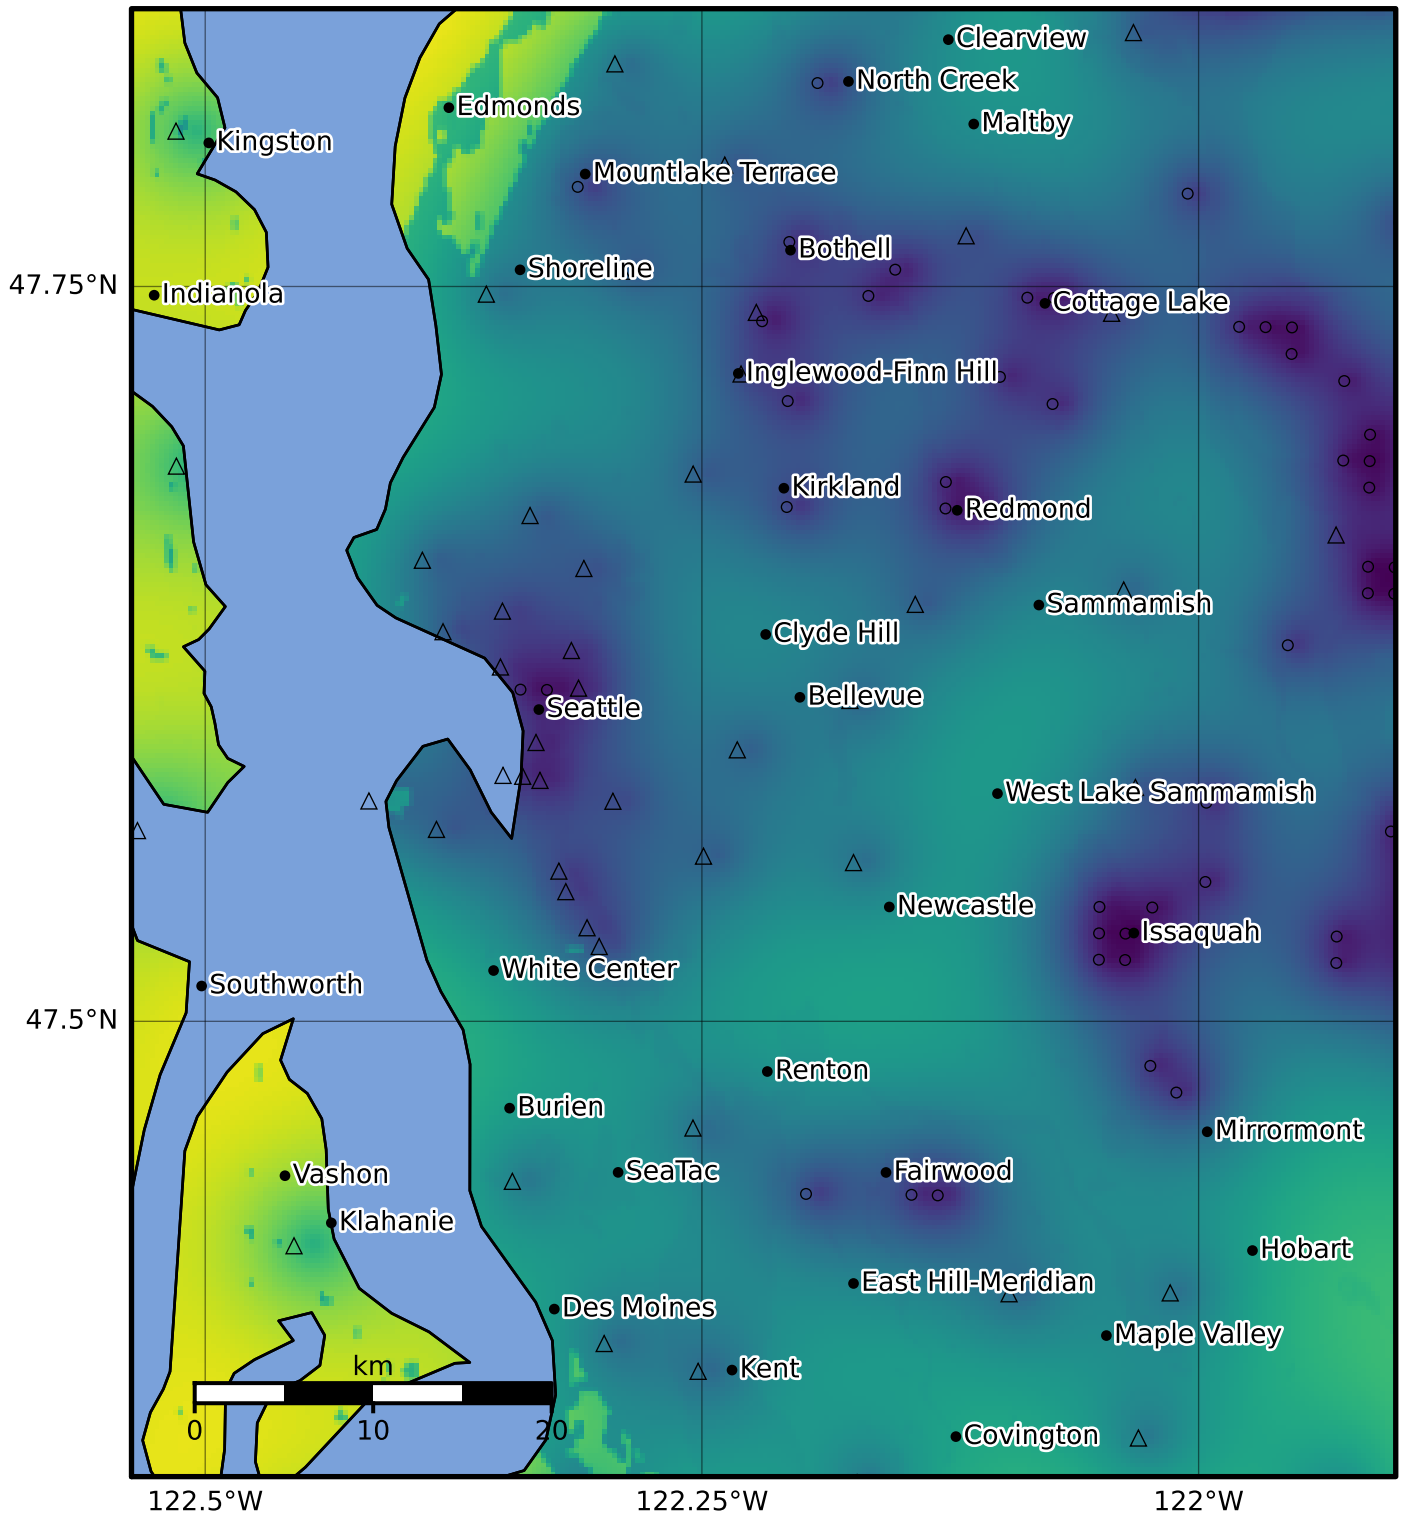 Clearview
North Creek
Edmonds
Maltby
Kingston
Mountlake Terrace
Bothell
Shoreline
47.75°N
Indianola
Cottage Lake
Inglewood-Finn Hill
Kirkland
Redmond
Sammamish
Clyde Hill
Bellevue
Seattle
West Lake Sammamish
Newcastle
Issaquah
White Center
Southworth
47.5°N
Renton
Burien
Mirrormont
Vashon
SeaTac
Fairwood
Klahanie
Hobart
East Hill-Meridian
Des Moines
Maple Valley
Kent
km
0 10 20
Covington
122.5°W 122.25°W 122°W